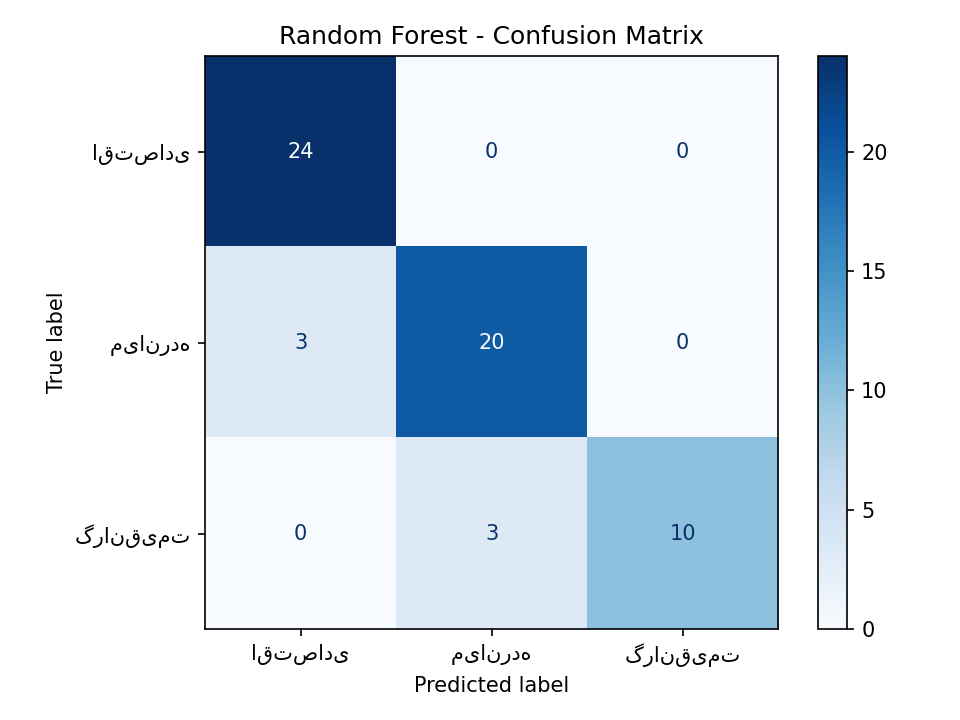 Random Forest - Confusion Matrix
True label
اقتصادی
24
0
0
میانرده
3
20
0
گرانقیمت
0
3
10
اقتصادی
میانرده
گرانقیمت
Predicted label
20
15
10
5
0